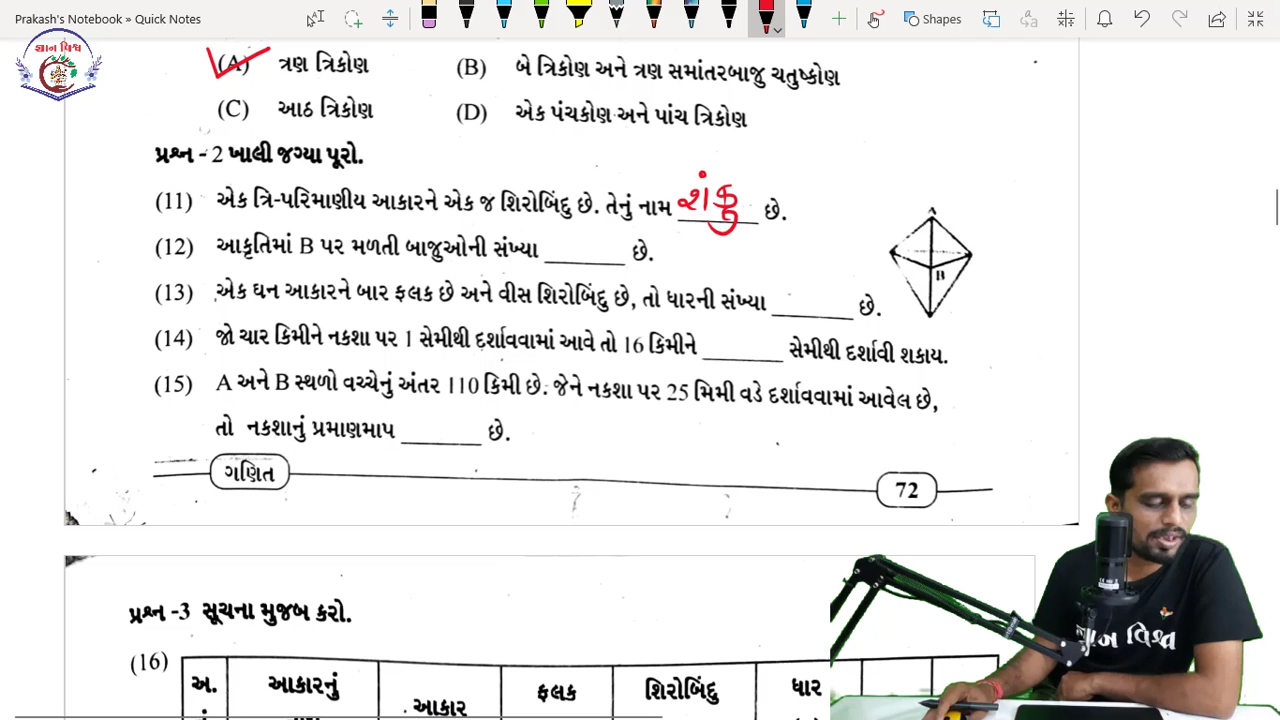 Prakash's Notebook » Quick Notes
Shapes
જ્ઞાન વિશ્વ
(A) ત્રણ ત્રિકોણ (B) બે ત્રિકોણ અને ત્રણ સમાંતરબાજુ ચતુષ્કોણ
(C) આઠ ત્રિકોણ (D) એક પંચકોણ અને પાંચ ત્રિકોણ
પ્રશ્ન - 2 ખાલી જગ્યા પૂરો.
(11) એક ત્રિ-પરિમાણીય આકારને એક જ શિરોબિંદુ છે. તેનું નામ શંકુ છે.
(12) આકૃતિમાં B પર મળતી બાજુઓની સંખ્યા ______ છે.
(13) એક ઘન આકારને બાર ફલક છે અને વીસ શિરોબિંદુ છે, તો ધારની સંખ્યા ______ છે.
(14) જો ચાર કિમીને નકશા પર 1 સેમીથી દર્શાવવામાં આવે તો 16 કિમીને ______ સેમીથી દર્શાવી શકાય.
(15) A અને B સ્થળો વચ્ચેનું અંતર 110 કિમી છે. જેને નકશા પર 25 મિમી વડે દર્શાવવામાં આવેલ છે,
તો નકશાનું પ્રમાણમાપ ______ છે.
A
B
ગણિત
72
પ્રશ્ન -3 સૂચના મુજબ કરો.
(16) અ. આકારનું આકાર ફલક શિરોબિંદુ ધાર
જ્ઞાન વિશ્વ